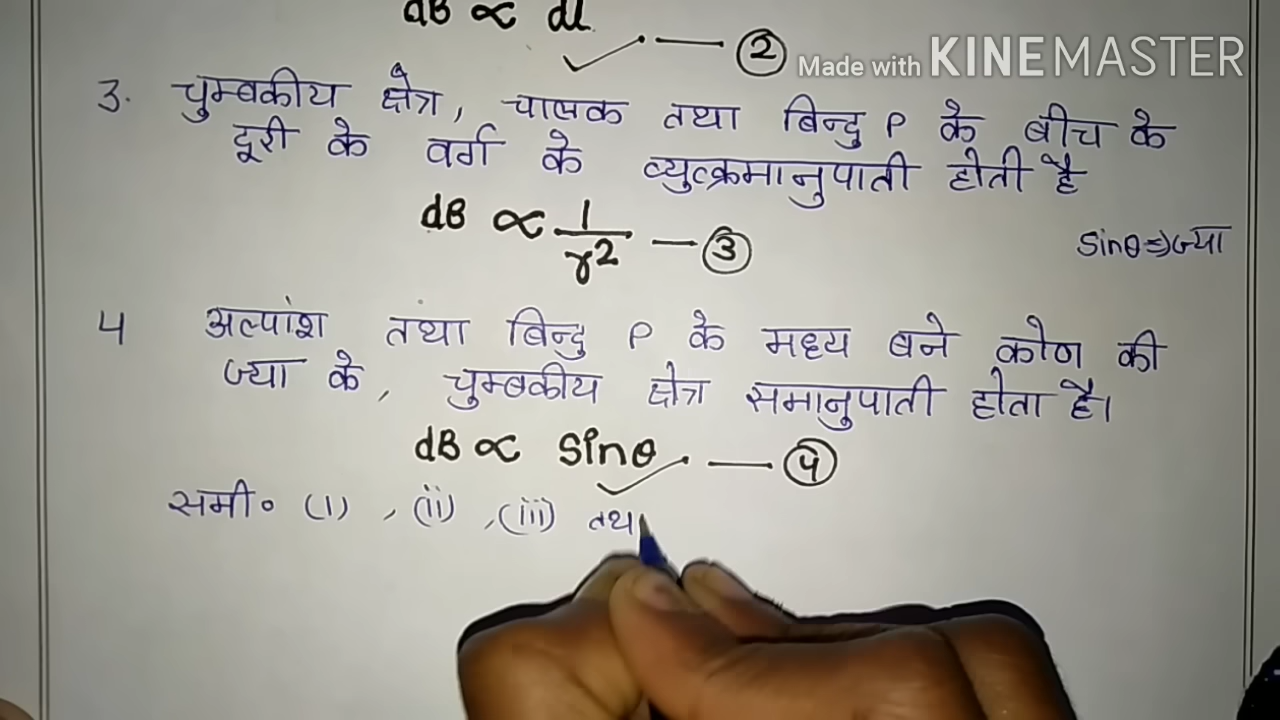 dB ∝ dl
— ②
Made with KINEMASTER
3. चुम्बकीय क्षेत्र, चालक तथा बिन्दु P के बीच के
दूरी के वर्ग के व्युत्क्रमानुपाती होती है
dB ∝ 1/r² — ③
sinθ⇒ज्या
4 अल्पांश तथा बिन्दु P के मध्य बने कोण की
ज्या के, चुम्बकीय क्षेत्र समानुपाती होता है।
dB ∝ sinθ — ④
समी० (i), (ii), (iii) तथ